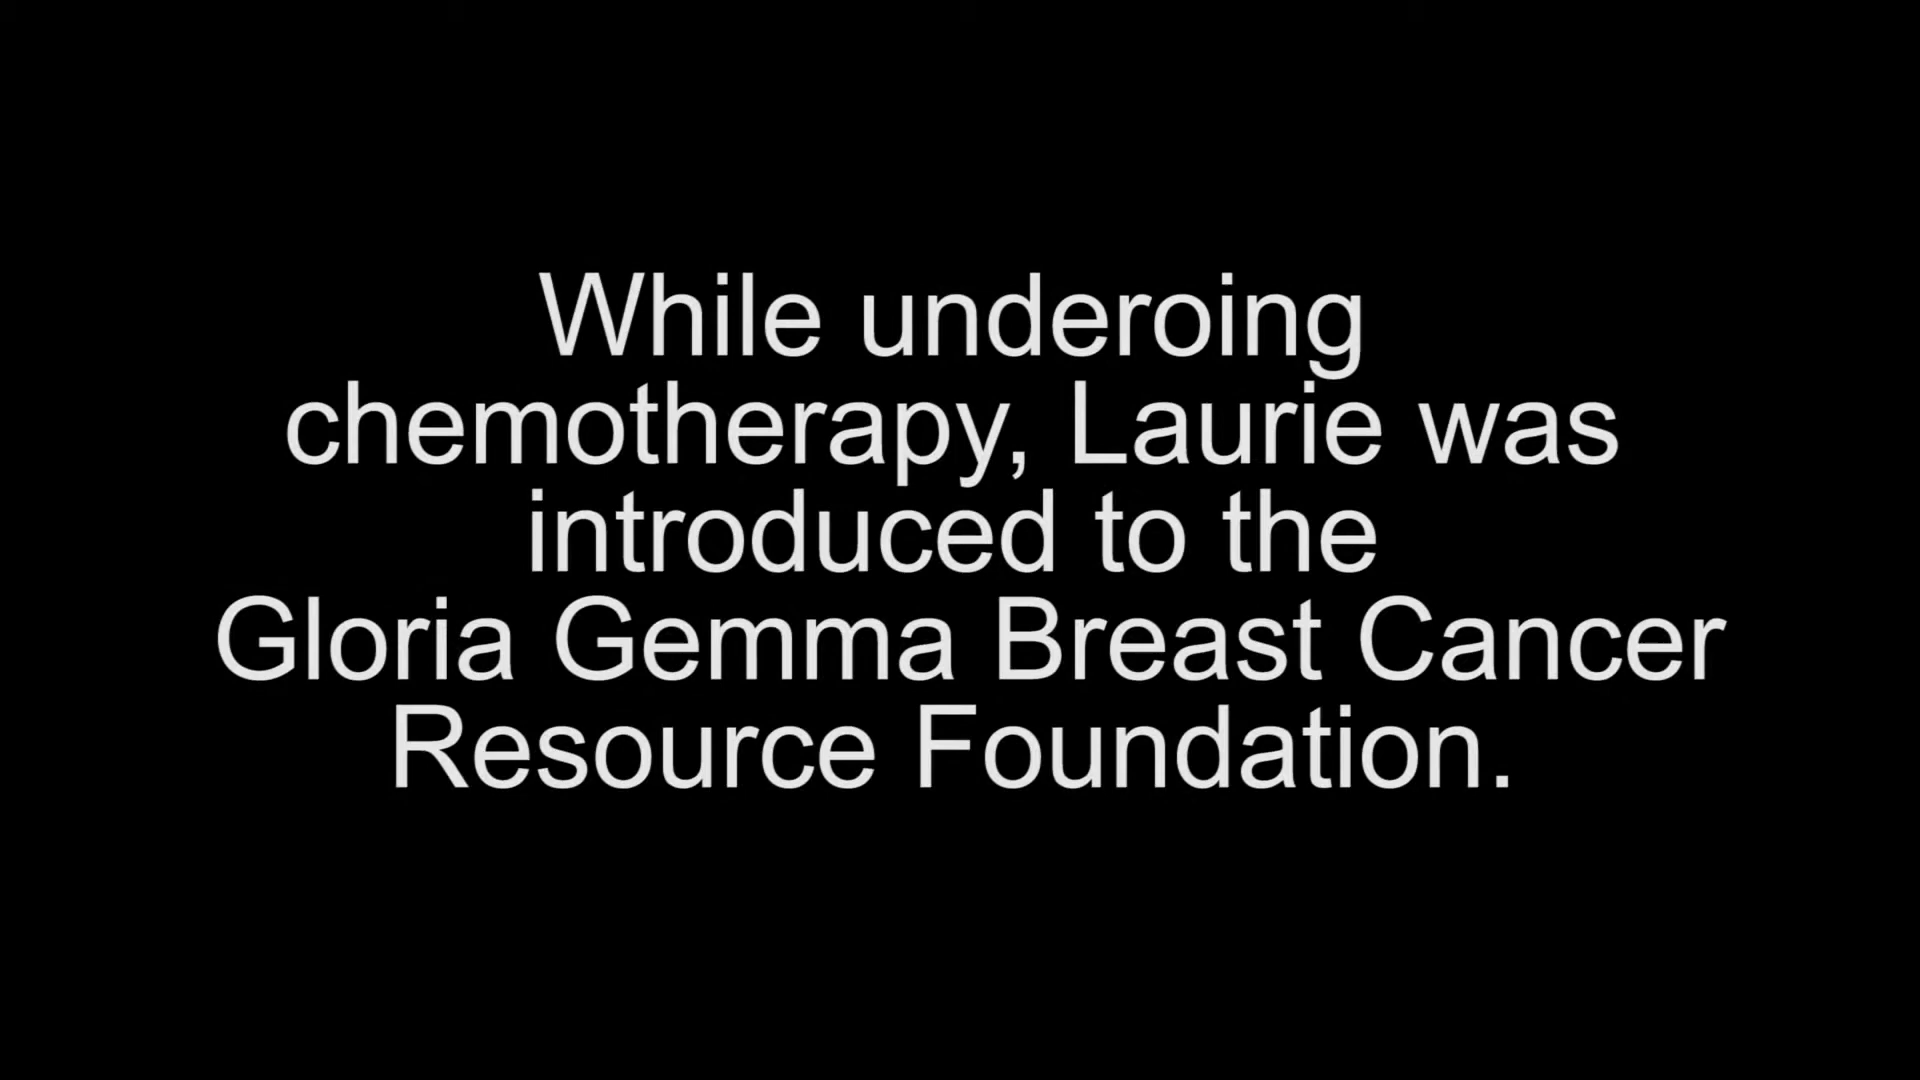 While underoing
chemotherapy, Laurie was
introduced to the
Gloria Gemma Breast Cancer
Resource Foundation.